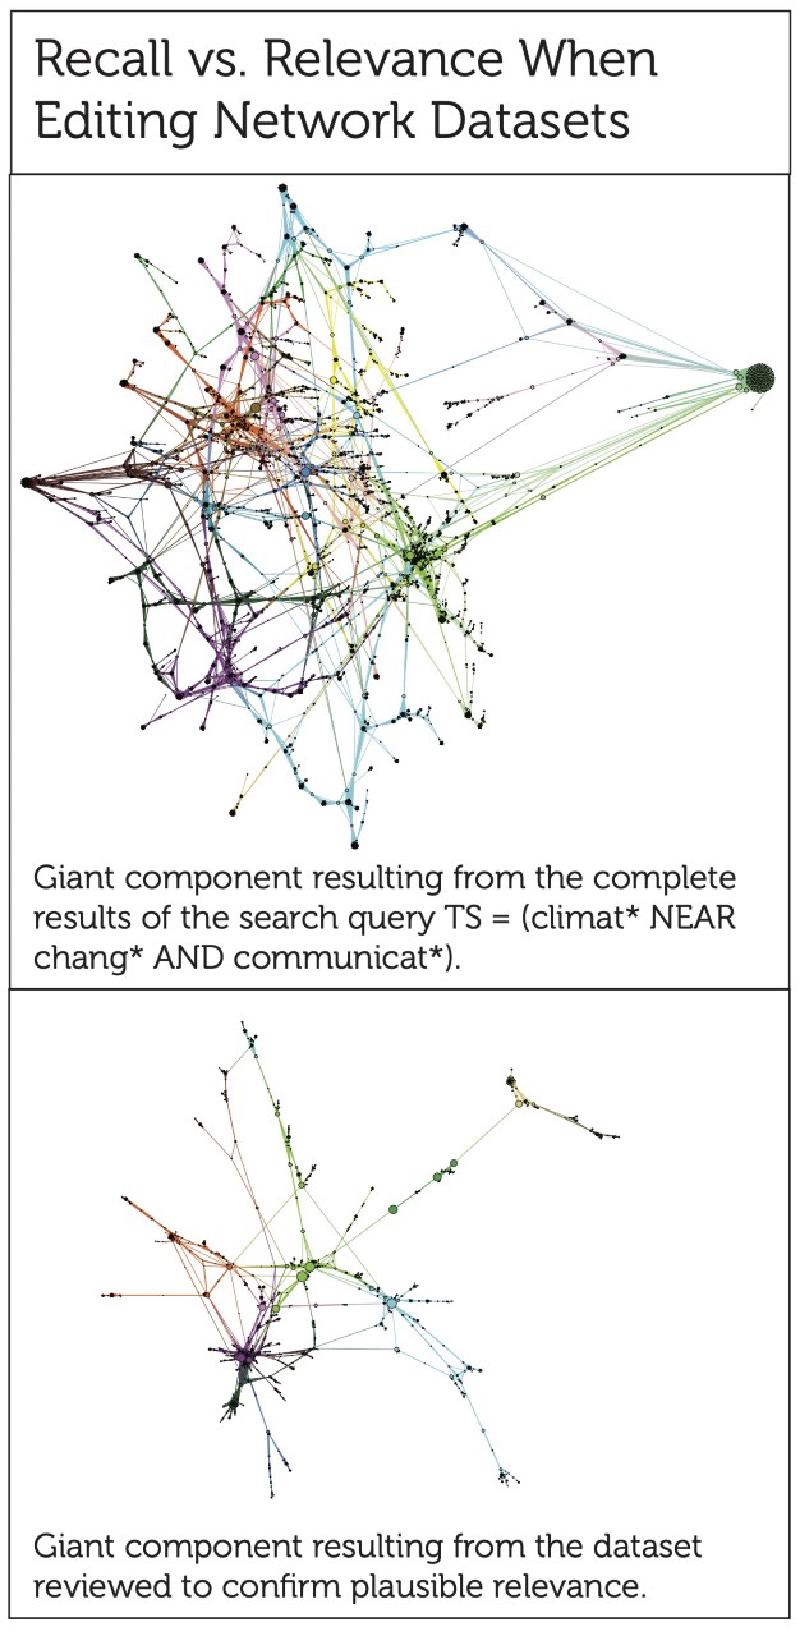 Recall vs. Relevance When
Editing Network Datasets
Giant component resulting from the complete
results of the search query TS = (climat* NEAR
chang* AND communicat*).
Giant component resulting from the dataset
reviewed to confirm plausible relevance.